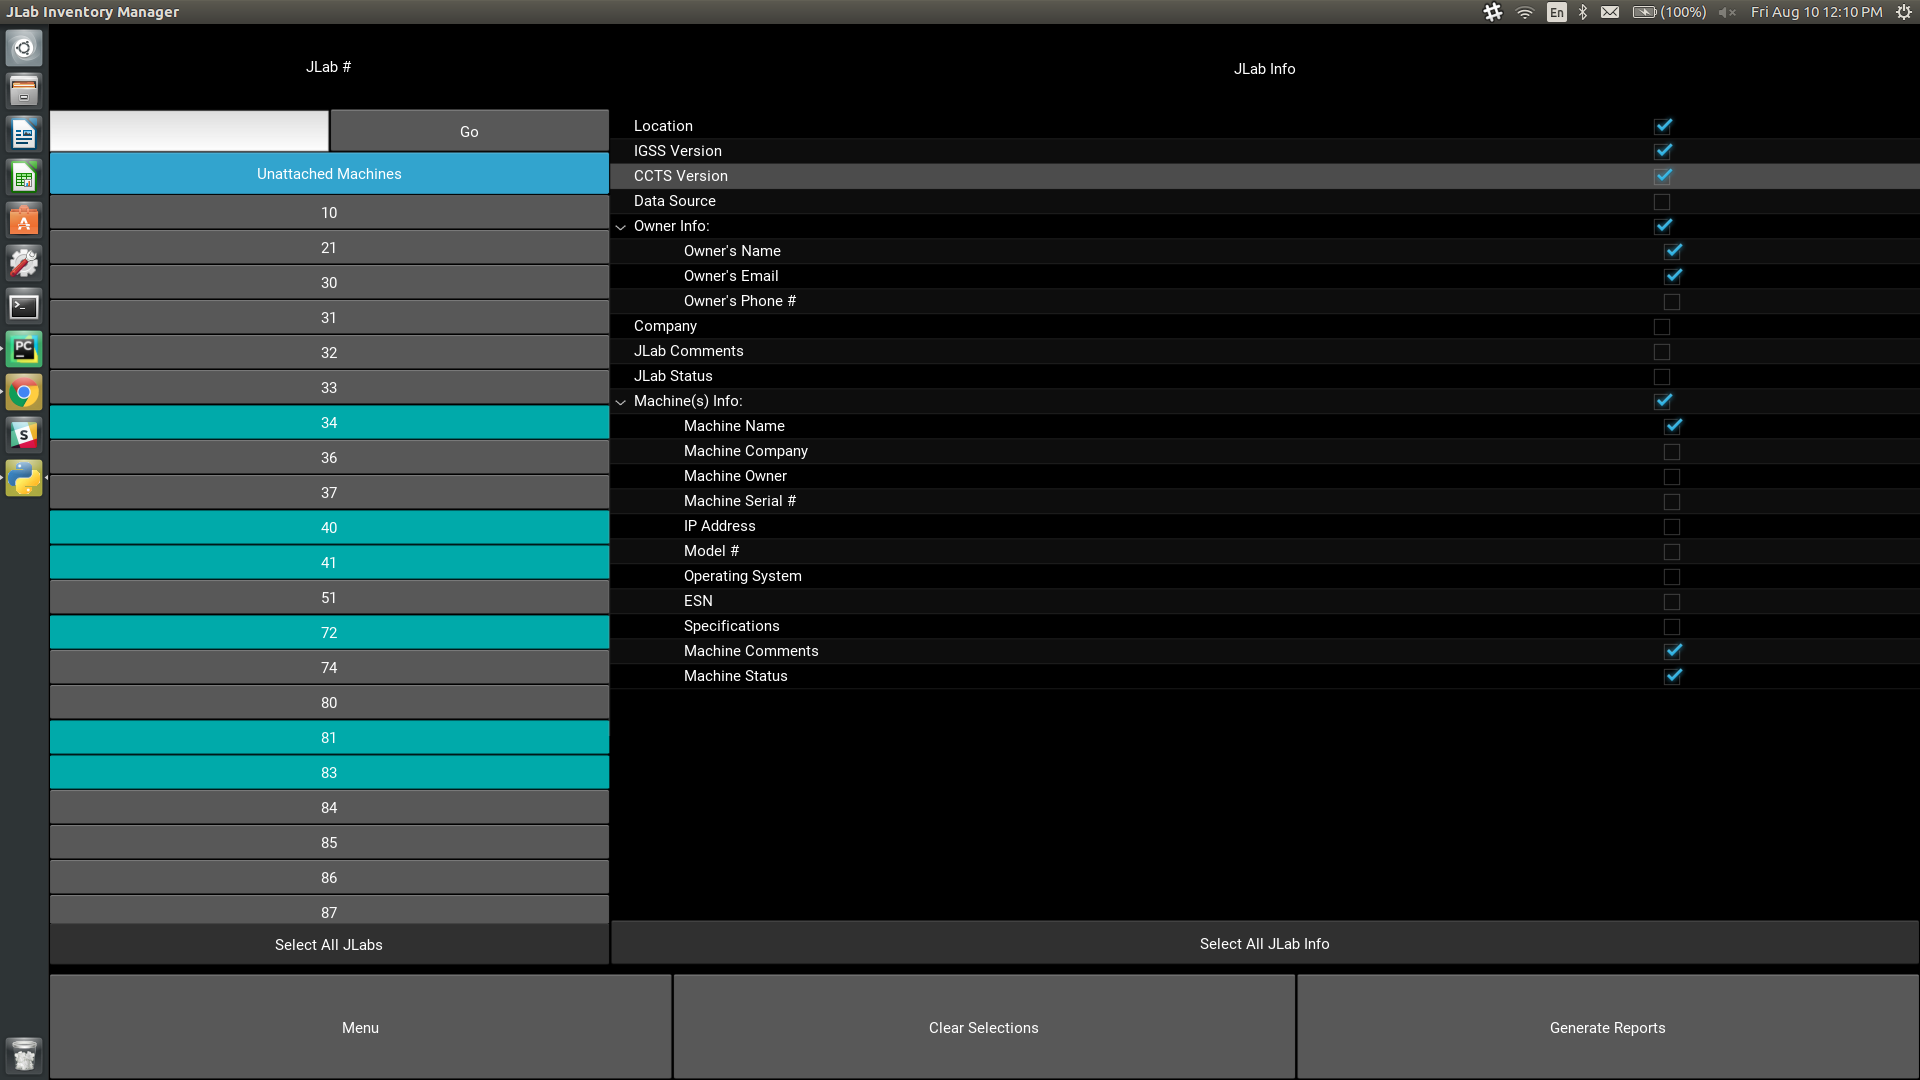 JLab Inventory Manager
En
(100%)
Fri Aug 10 12:10 PM
JLab #
Go
Unattached Machines
10
21
30
31
32
33
34
36
37
40
41
51
72
74
80
81
83
84
85
86
87
Select All JLabs
JLab Info
Location
IGSS Version
CCTS Version
Data Source
Owner Info:
Owner's Name
Owner's Email
Owner's Phone #
Company
JLab Comments
JLab Status
Machine(s) Info:
Machine Name
Machine Company
Machine Owner
Machine Serial #
IP Address
Model #
Operating System
ESN
Specifications
Machine Comments
Machine Status
Select All JLab Info
Menu
Clear Selections
Generate Reports
PC
S